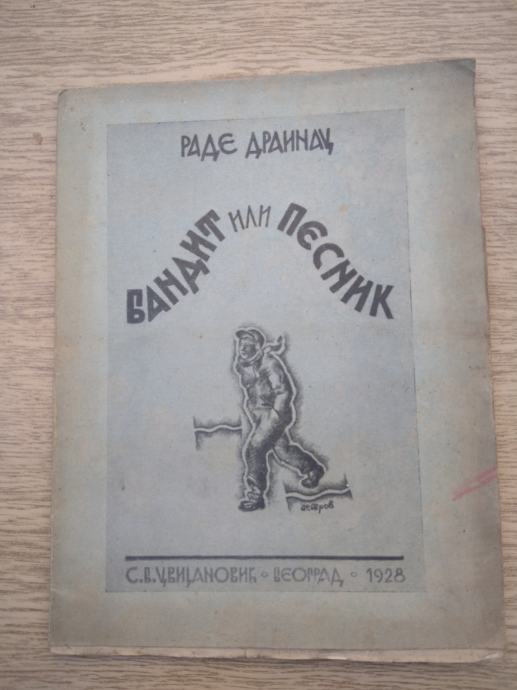 РАДЕ ДРАИНАЦ
БАНДИТ ИЛИ ПЕСНИК
С.Б.ЦВИЈАНОВИЋ • БЕОГРАД • 1928